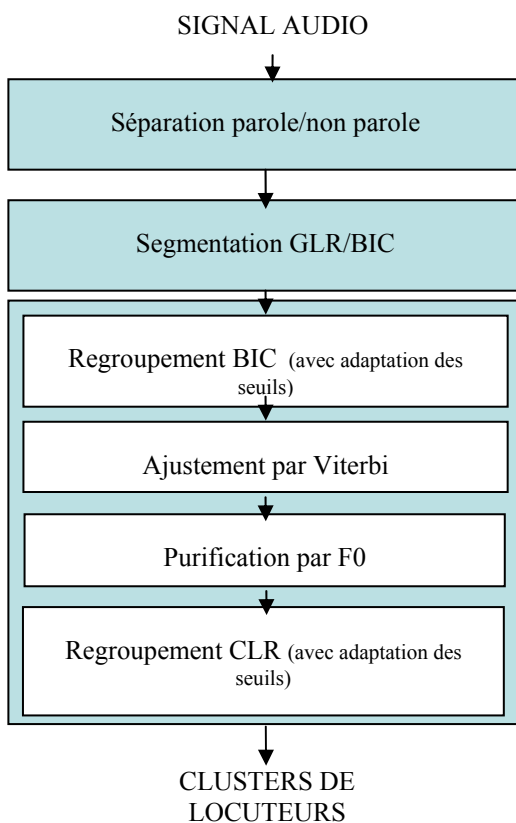 SIGNAL AUDIO
Séparation parole/non parole
Segmentation GLR/BIC
Regroupement BIC (avec adaptation des
seuils)
Ajustement par Viterbi
Purification par F0
Regroupement CLR (avec adaptation des
seuils)
CLUSTERS DE
LOCUTEURS